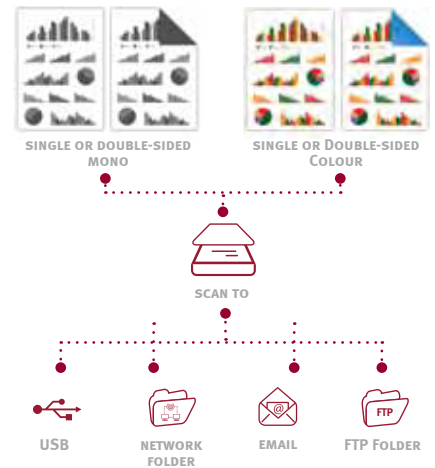 SINGLE OR DOUBLE-SIDED
MONO
SINGLE OR DOUBLE-SIDED
COLOUR
SCAN TO
@
FTP
USB
NETWORK
FOLDER
EMAIL
FTP FOLDER